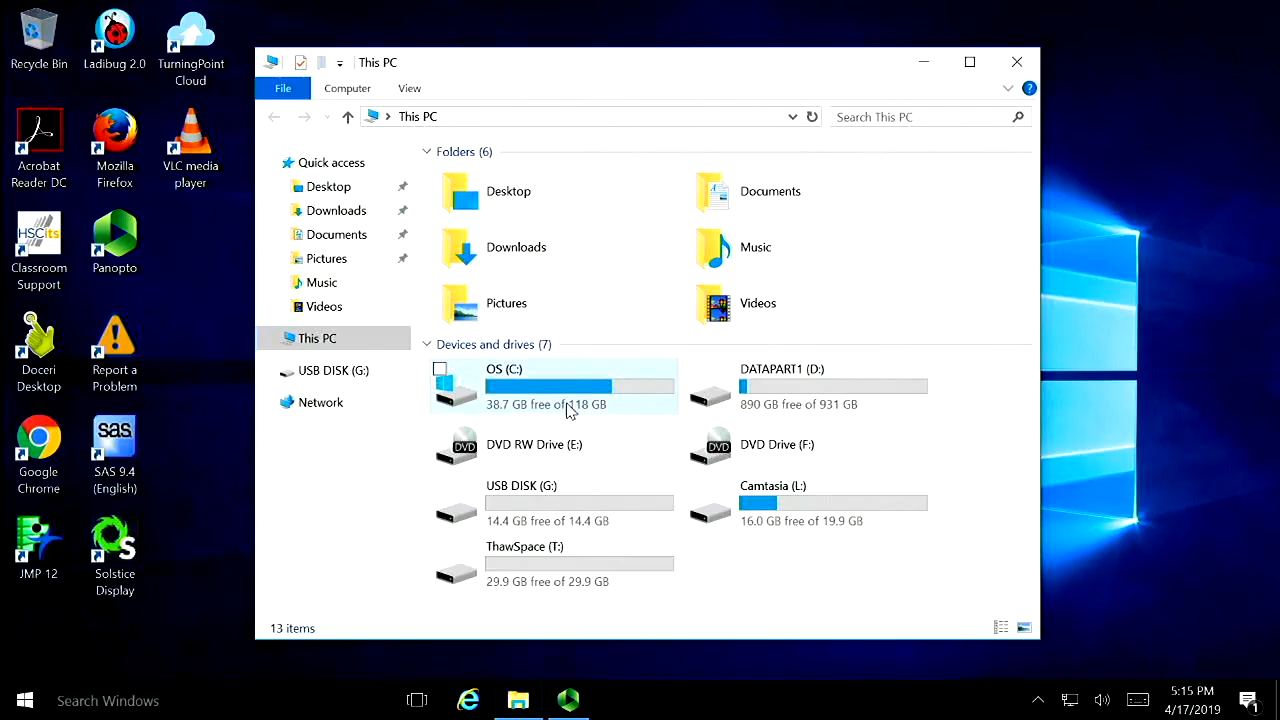 Recycle Bin
Ladibug 2.0
TurningPoint
Cloud
Acrobat
Reader DC
Mozilla
Firefox
VLC media
player
HSCits
Classroom
Support
Panopto
Doceri
Desktop
Report a
Problem
Google
Chrome
sas
SAS 9.4
(English)
JMP 12
Solstice
Display
This PC
File
Computer
View
?
This PC
Search This PC
Quick access
Desktop
Downloads
Documents
Pictures
Music
Videos
This PC
USB DISK (G:)
Network
Folders (6)
Desktop
Documents
Downloads
Music
Pictures
Videos
Devices and drives (7)
OS (C:)
38.7 GB free of 118 GB
DATAPART1 (D:)
890 GB free of 931 GB
DVD
DVD RW Drive (E:)
DVD
DVD Drive (F:)
USB DISK (G:)
14.4 GB free of 14.4 GB
Camtasia (L:)
16.0 GB free of 19.9 GB
ThawSpace (T:)
29.9 GB free of 29.9 GB
13 items
Search Windows
5:15 PM
4/17/2019
1